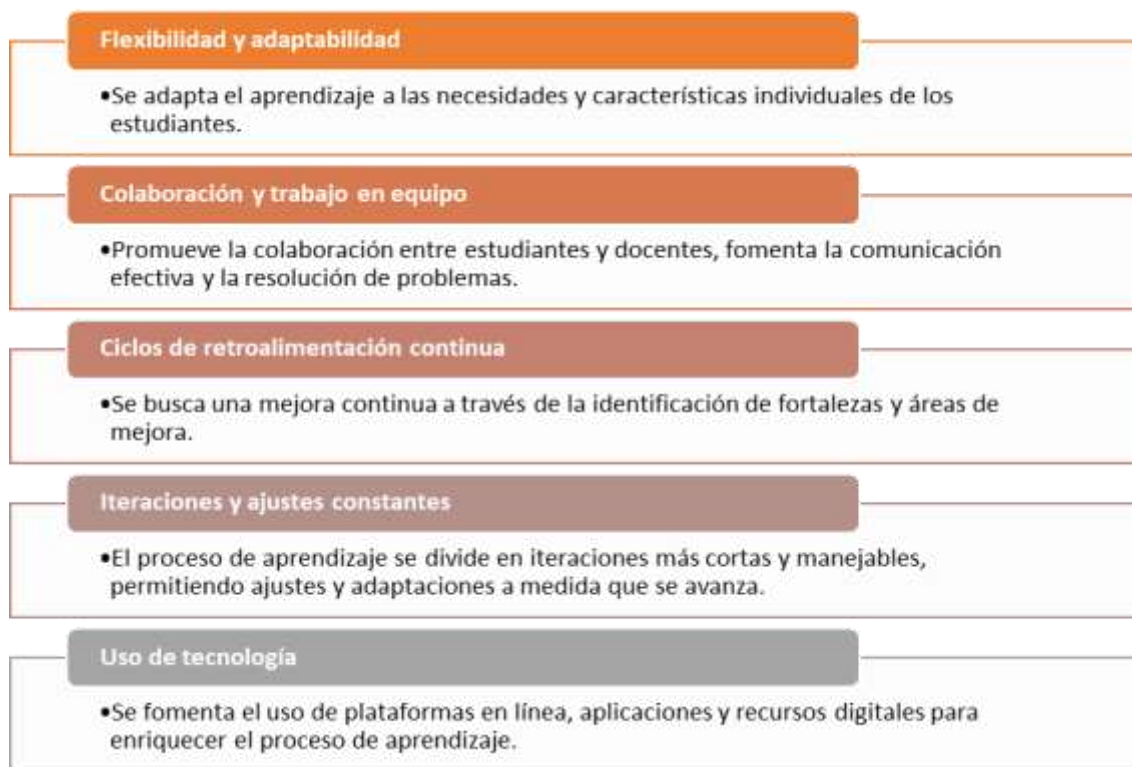 Flexibilidad y adaptabilidad
•Se adapta el aprendizaje a las necesidades y características individuales de los
estudiantes.
Colaboración y trabajo en equipo
•Promueve la colaboración entre estudiantes y docentes, fomenta la comunicación
efectiva y la resolución de problemas.
Ciclos de retroalimentación continua
•Se busca una mejora continua a través de la identificación de fortalezas y áreas de
mejora.
Iteraciones y ajustes constantes
•El proceso de aprendizaje se divide en iteraciones más cortas y manejables,
permitiendo ajustes y adaptaciones a medida que se avanza.
Uso de tecnología
•Se fomenta el uso de plataformas en línea, aplicaciones y recursos digitales para
enriquecer el proceso de aprendizaje.